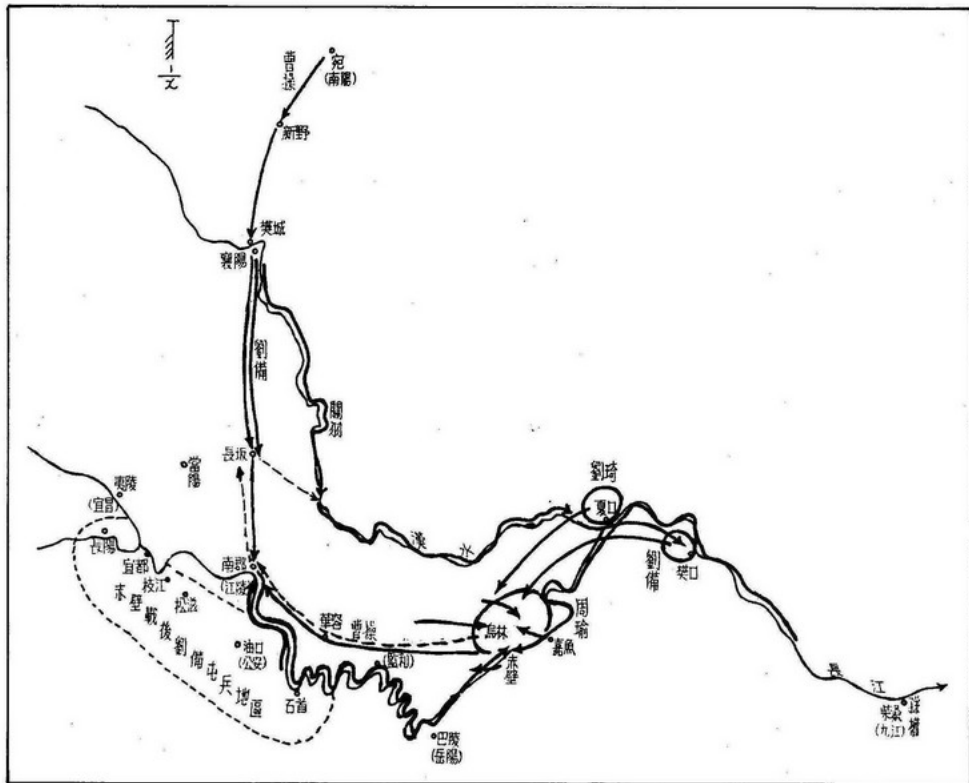 北
曹操
宛
(南陽)
新野
樊城
襄陽
劉備
關羽
長坂
當陽
夷陵
(宜昌)
長陽
宜都
枝江
松滋
南郡
(江陵)
油口
(公安)
石首
赤壁戰後劉備屯兵地區
漢水
劉琦
夏口
劉備
樊口
華容
曹操
(監利)
烏林
赤壁
周瑜
嘉魚
巴陵
(岳陽)
長江
柴桑
(九江)
孫權